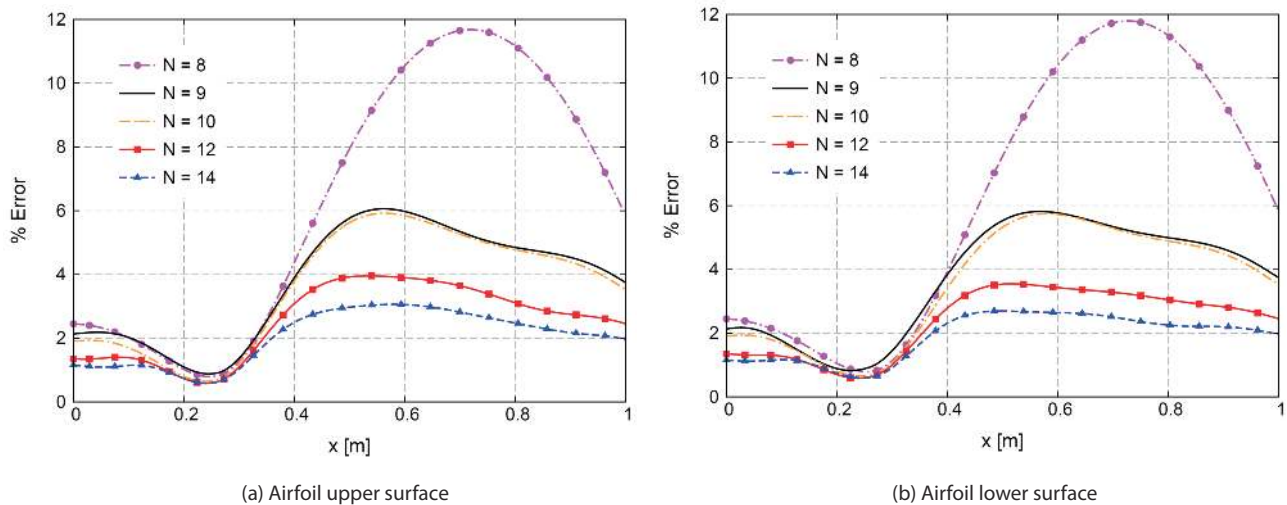 12
10
8
6
4
2
0
% Error
N = 8
N = 9
N = 10
N = 12
N = 14
0 0.2 0.4 0.6 0.8 1
x [m]
(a) Airfoil upper surface
12
10
8
6
4
2
0
% Error
N = 8
N = 9
N = 10
N = 12
N = 14
0 0.2 0.4 0.6 0.8 1
x [m]
(b) Airfoil lower surface